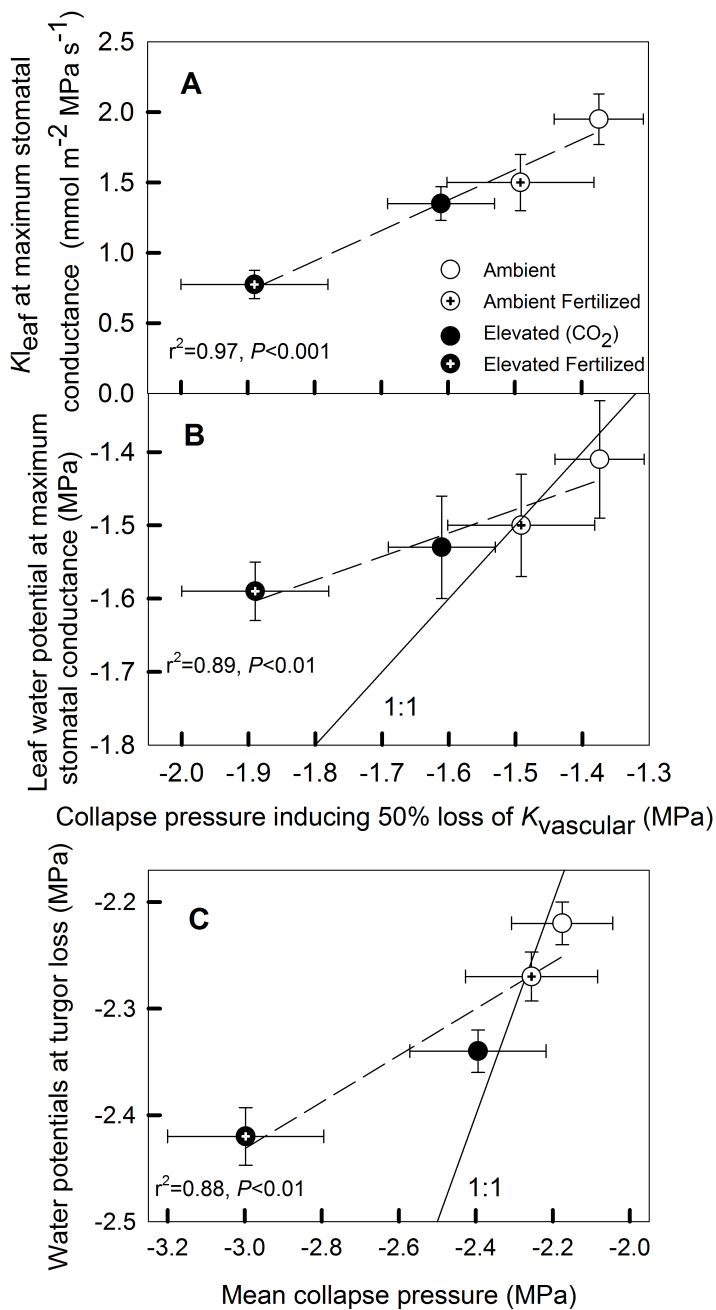 Kl_leaf at maximum stomatal
conductance (mmol m⁻² MPa s⁻¹)
2.5
2.0
1.5
1.0
0.5
0.0
A
Ambient
Ambient Fertilized
Elevated (CO₂)
Elevated Fertilized
r²=0.97, P<0.001
Leaf water potential at maximum
stomatal conductance (MPa)
-1.4
-1.5
-1.6
-1.7
-1.8
B
r²=0.89, P<0.01
1:1
-2.0 -1.9 -1.8 -1.7 -1.6 -1.5 -1.4 -1.3
Collapse pressure inducing 50% loss of K_vascular (MPa)
Water potentials at turgor loss (MPa)
-2.2
-2.3
-2.4
-2.5
C
r²=0.88, P<0.01
1:1
-3.2 -3.0 -2.8 -2.6 -2.4 -2.2 -2.0
Mean collapse pressure (MPa)